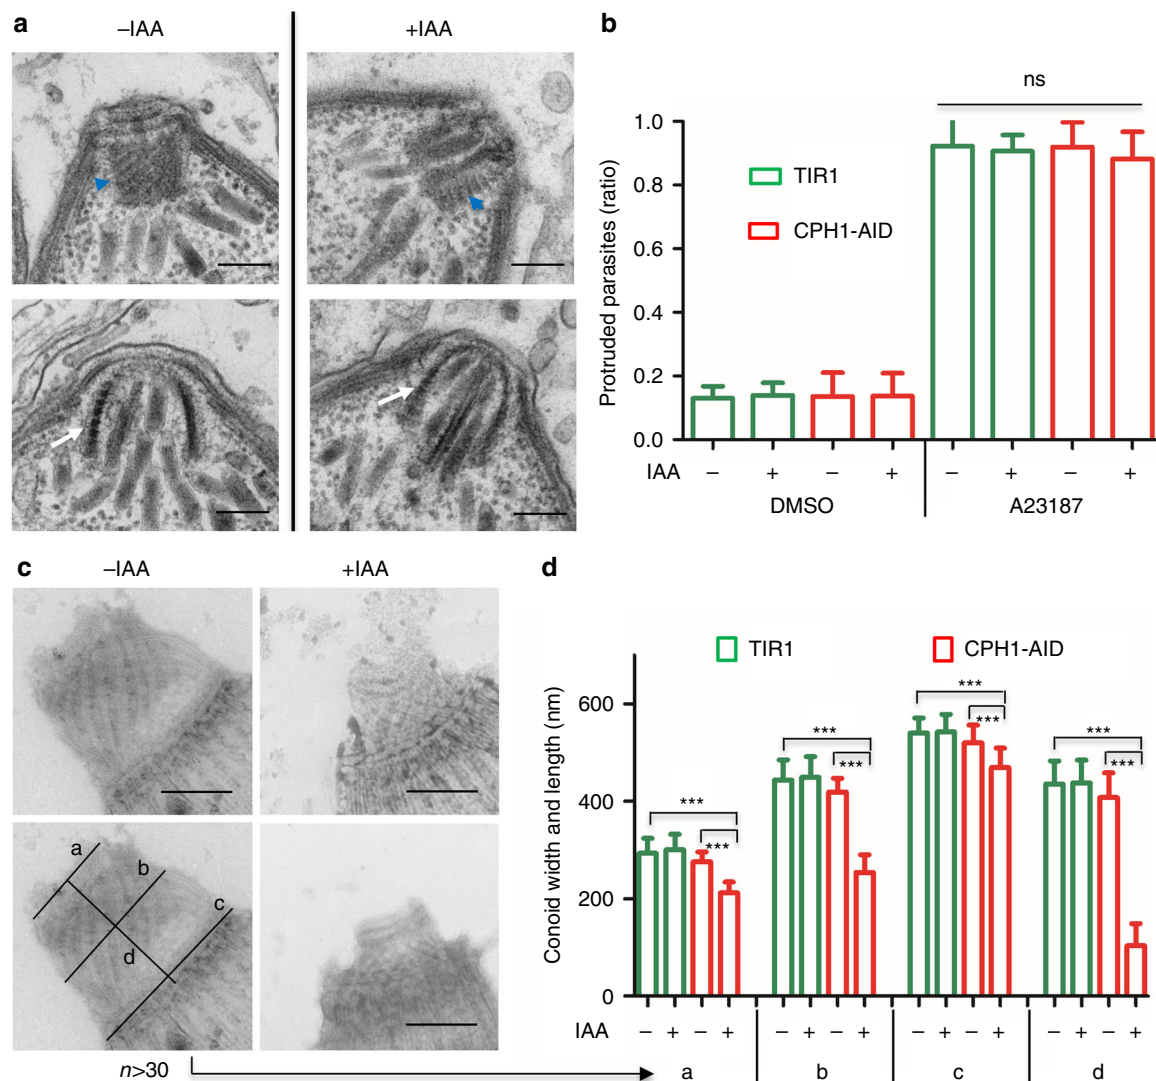 a
–IAA
+IAA
b
ns
1.0
0.8
0.6
0.4
0.2
0.0
Protruded parasites (ratio)
TIR1
CPH1-AID
IAA – + – + – + – +
DMSO A23187
c
–IAA
+IAA
a
b
c
d
n>30
d
TIR1
CPH1-AID
Conoid width and length (nm)
600
400
200
0
*** *** *** ***
*** *** *** ***
IAA – + – + – + – + – + – + – + – +
a b c d